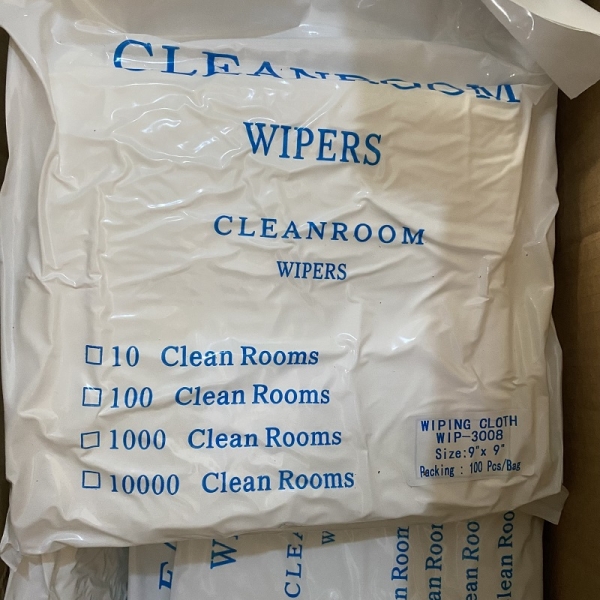 CLEANROOM
WIPERS
CLEANROOM
WIPERS
☐ 10 Clean Rooms
☐ 100 Clean Rooms
☐ 1000 Clean Rooms
☐ 10000 Clean Rooms
WIPING CLOTH
WIP-3008
Size:9"x 9"
Packing : 100 Pcs/Bag